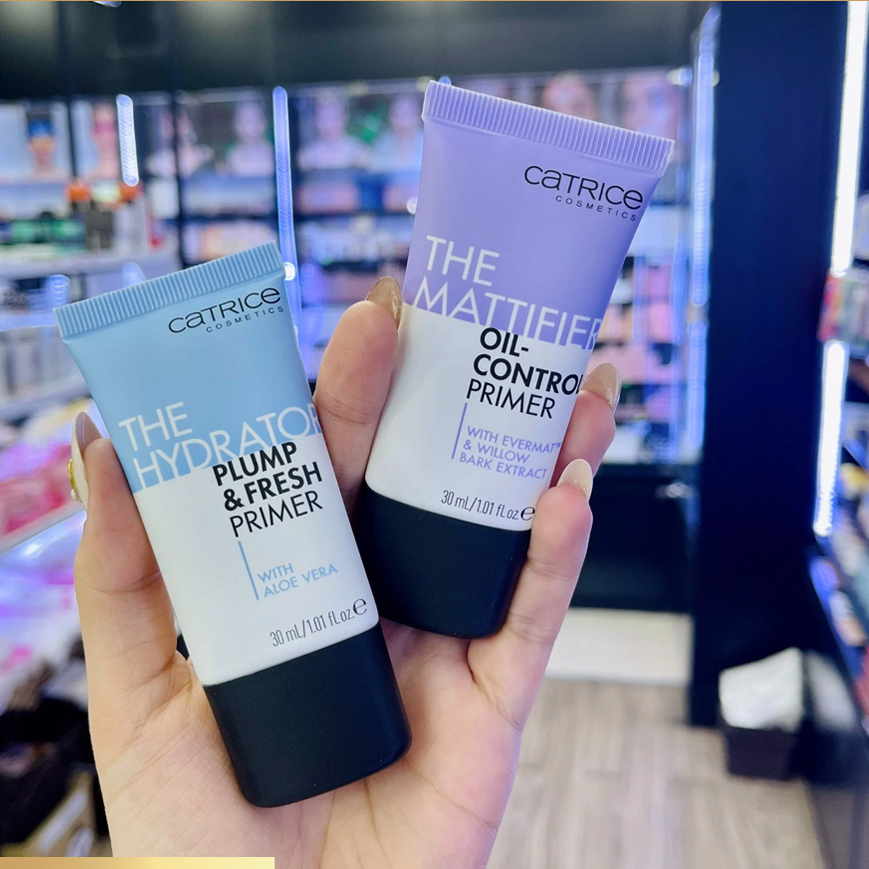 CATRICE
COSMETICS
THE
HYDRATOR
PLUMP
& FRESH
PRIMER
WITH
ALOE VERA
30 mL/1.01 fl.oz.e
CATRICE
COSMETICS
THE
MATTIFIER
OIL-
CONTROL
PRIMER
WITH EVERMAT™
& WILLOW
BARK EXTRACT
30 mL/1.01 fl.oz.e